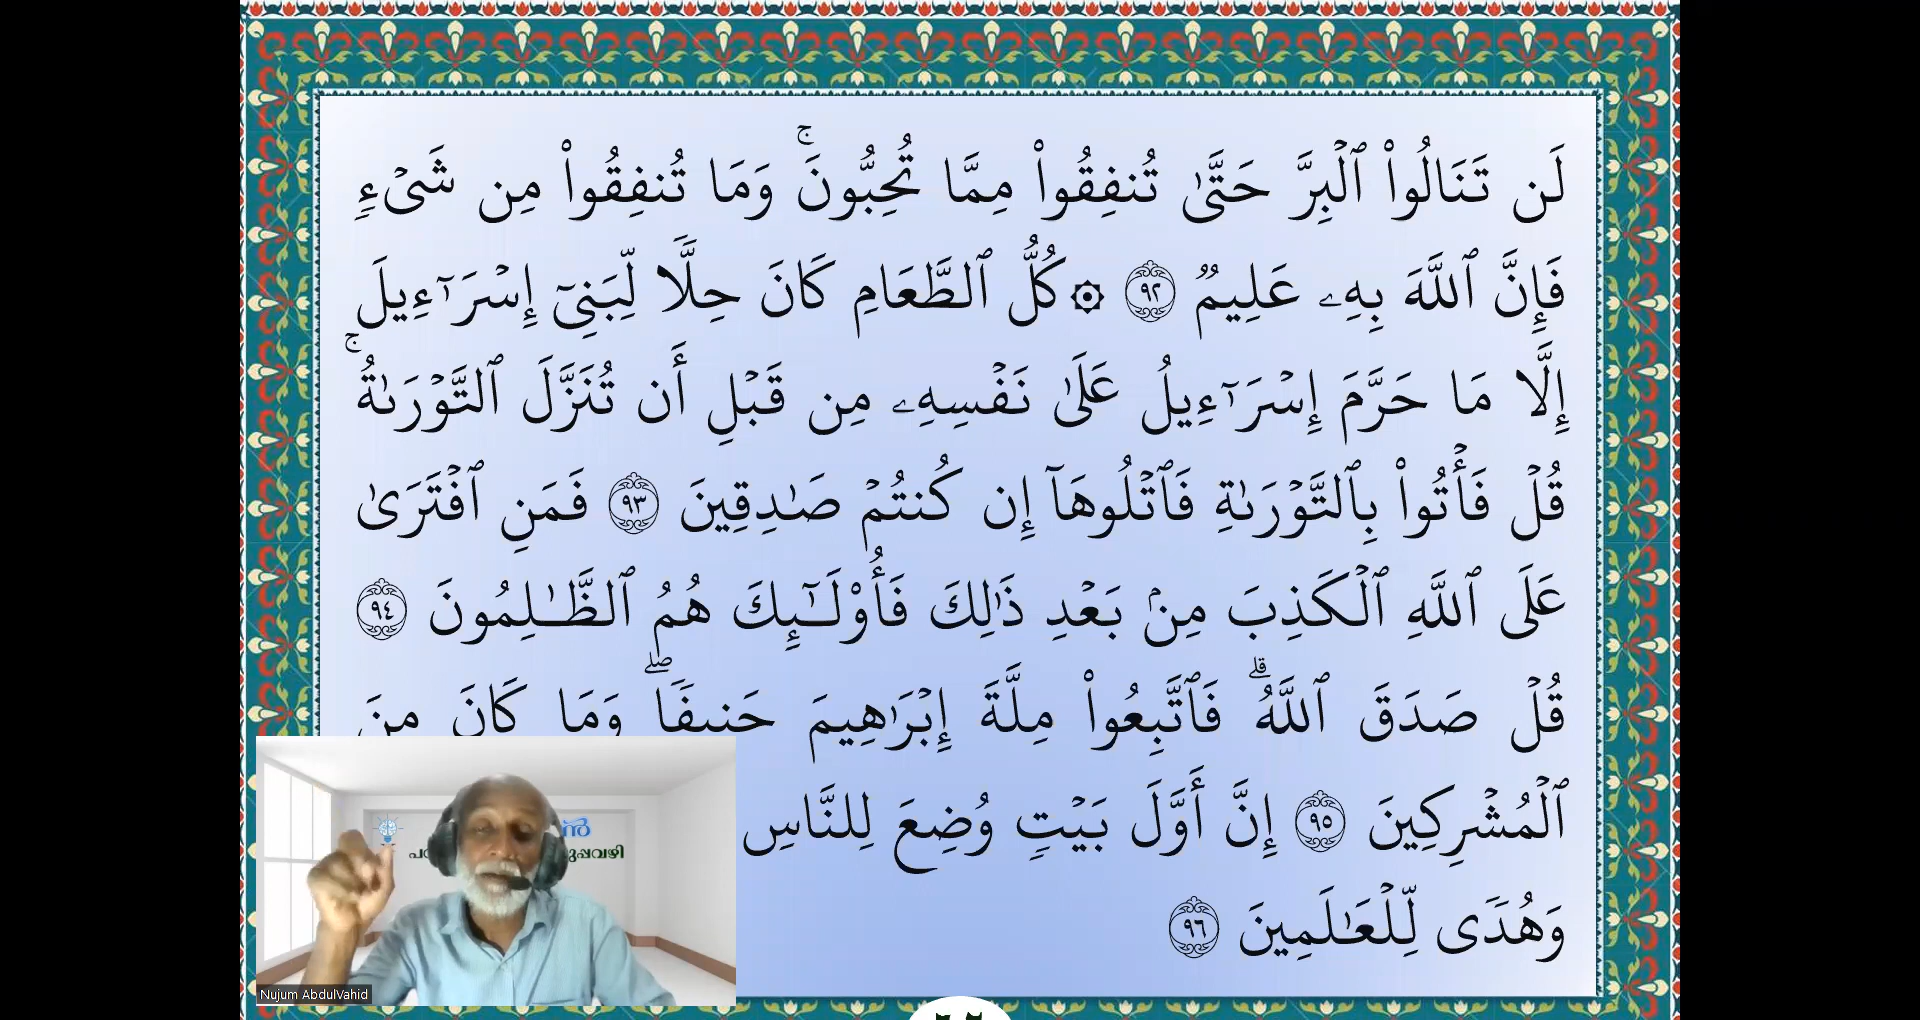 لَن تَنَالُوا۟ ٱلْبِرَّ حَتَّىٰ تُنفِقُوا۟ مِمَّا تُحِبُّونَ ۚ وَمَا تُنفِقُوا۟ مِن شَىْءٍ
فَإِنَّ ٱللَّهَ بِهِۦ عَلِيمٌ ٩٢ ۞ كُلُّ ٱلطَّعَامِ كَانَ حِلًّا لِّبَنِىٓ إِسْرَٰٓءِيلَ
إِلَّا مَا حَرَّمَ إِسْرَٰٓءِيلُ عَلَىٰ نَفْسِهِۦ مِن قَبْلِ أَن تُنَزَّلَ ٱلتَّوْرَىٰةُ ۚ
قُلْ فَأْتُوا۟ بِٱلتَّوْرَىٰةِ فَٱتْلُوهَآ إِن كُنتُمْ صَـٰدِقِينَ ٩٣ فَمَنِ ٱفْتَرَىٰ
عَلَى ٱللَّهِ ٱلْكَذِبَ مِنۢ بَعْدِ ذَٰلِكَ فَأُو۟لَـٰٓئِكَ هُمُ ٱلظَّـٰلِمُونَ ٩٤
قُلْ صَدَقَ ٱللَّهُ ۗ فَٱتَّبِعُوا۟ مِلَّةَ إِبْرَٰهِيمَ حَنِيفًا ۖ وَمَا كَانَ مِنَ
ٱلْمُشْرِكِينَ ٩٥ إِنَّ أَوَّلَ بَيْتٍ وُضِعَ لِلنَّاسِ
وَهُدًى لِّلْعَـٰلَمِينَ ٩٦
Nujum AbdulVahid